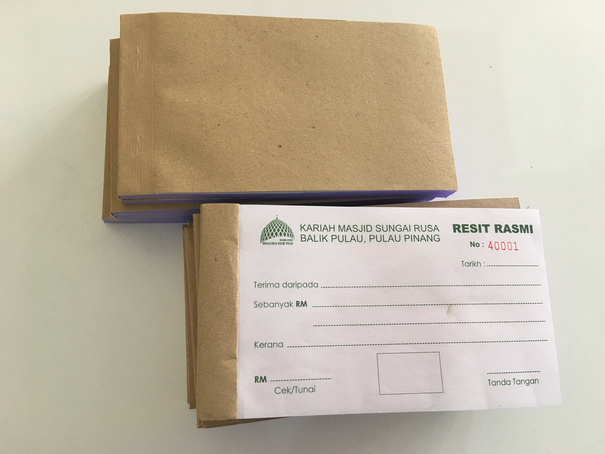 KARIAH MASJID SUNGAI RUSA
BALIK PULAU, PULAU PINANG
RESIT RASMI
No : 40001
Tarikh :
Terima daripada
Sebanyak RM
Kerana
RM
Cek/Tunai
Tanda Tangan